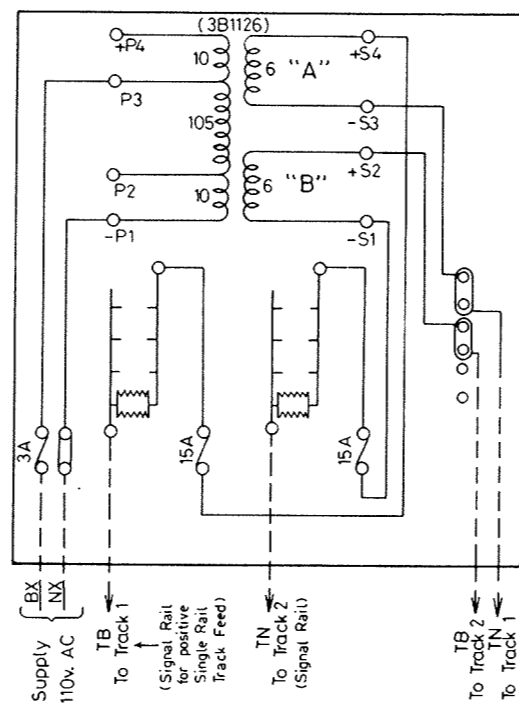 (3B1126)
+P4
10
6
"A"
+S4
P3
-S3
105
P2
+S2
10
6
"B"
-P1
-S1
3A
15A
15A
BX
NX
Supply
110v. AC
TB
To Track 1
(Signal Rail
for positive
Single Rail
Track Feed)
TN
To Track 2
(Signal Rail)
TB
To Track 2
TN
To Track 1